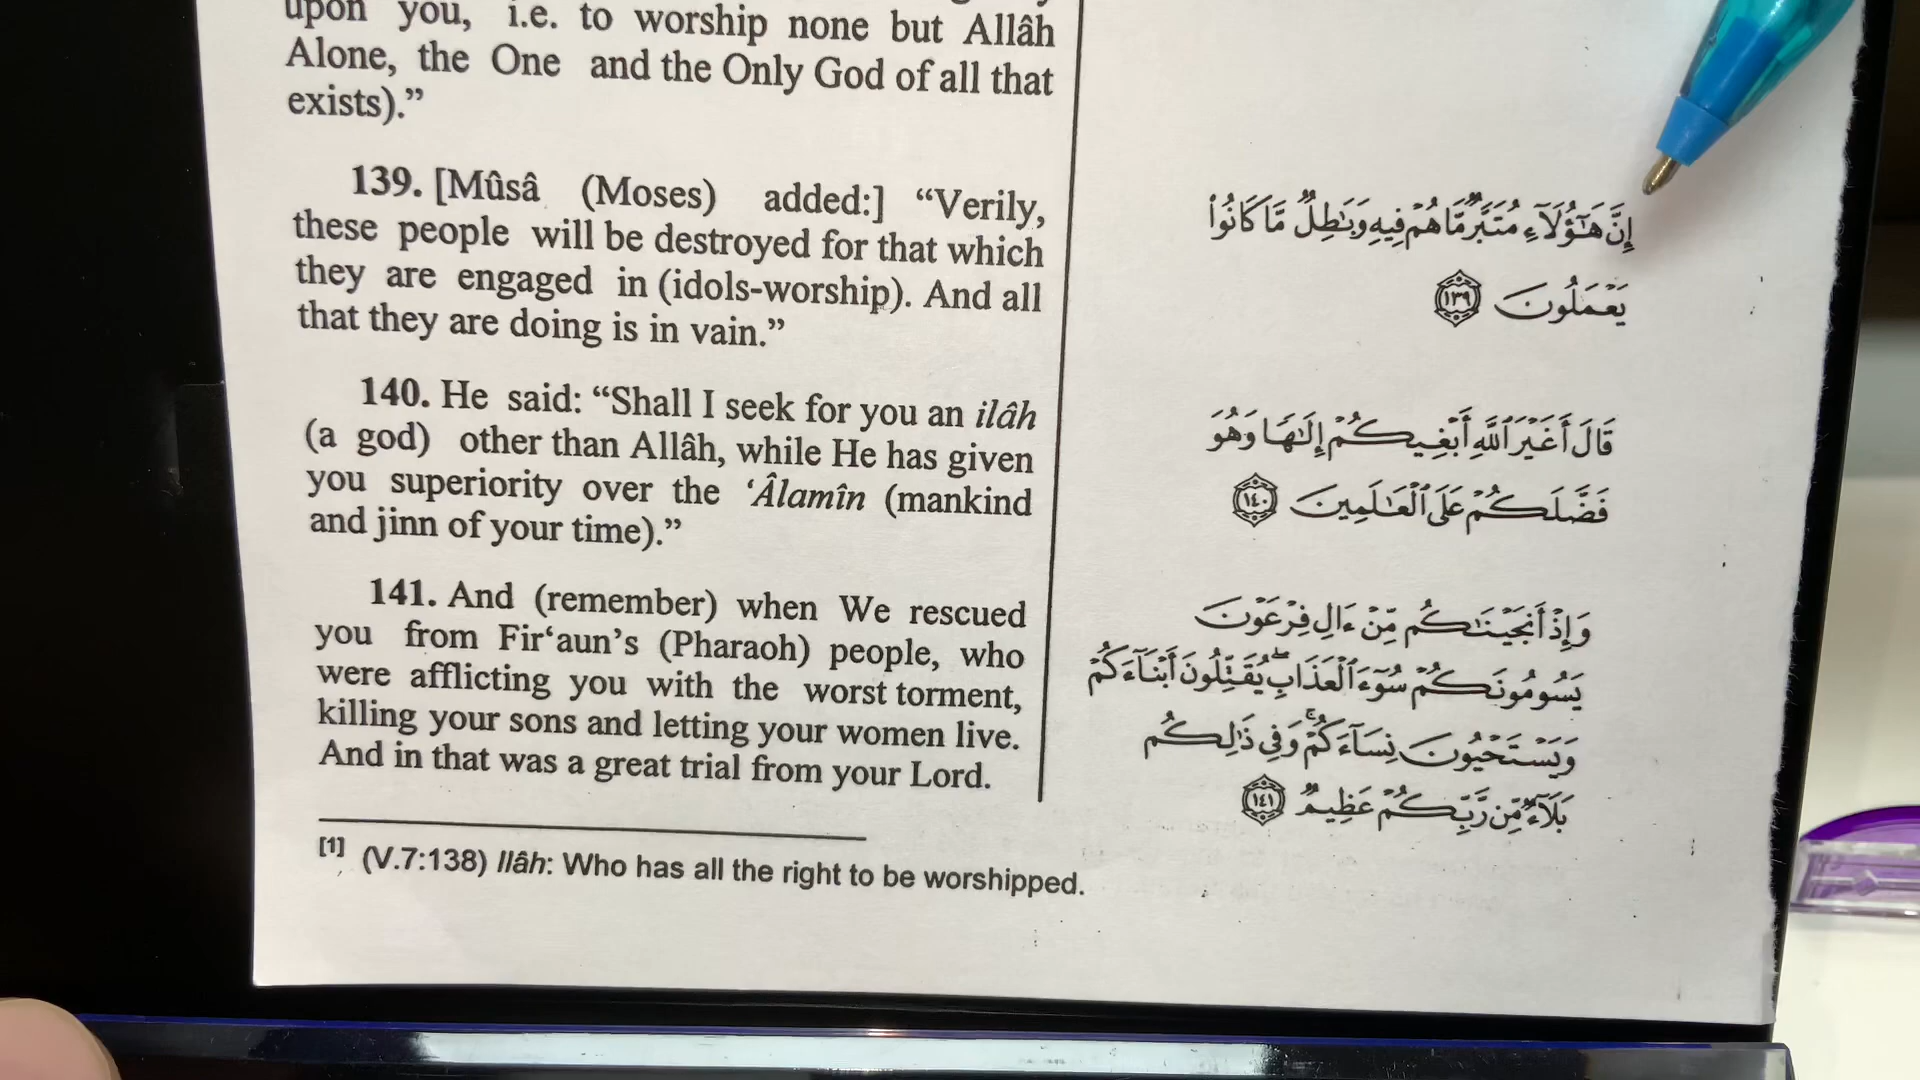 upon you, i.e. to worship none but Allâh
Alone, the One and the Only God of all that
exists).”
139. [Mûsâ (Moses) added:] “Verily,
these people will be destroyed for that which
they are engaged in (idols-worship). And all
that they are doing is in vain.”
140. He said: “Shall I seek for you an ilâh
(a god) other than Allâh, while He has given
you superiority over the ‘Âlamîn (mankind
and jinn of your time).”
141. And (remember) when We rescued
you from Fir‘aun’s (Pharaoh) people, who
were afflicting you with the worst torment,
killing your sons and letting your women live.
And in that was a great trial from your Lord.
[1] (V.7:138) Ilâh: Who has all the right to be worshipped.
إِنَّ هَـٰٓؤُلَآءِ مُتَبَّرٌ مَّا هُمْ فِيهِ وَبَـٰطِلٌ مَّا كَانُوا۟
يَعْمَلُونَ ١٣٩
قَالَ أَغَيْرَ ٱللَّهِ أَبْغِيكُمْ إِلَـٰهًا وَهُوَ
فَضَّلَكُمْ عَلَى ٱلْعَـٰلَمِينَ ١٤٠
وَإِذْ أَنجَيْنَـٰكُم مِّنْ ءَالِ فِرْعَوْنَ
يَسُومُونَكُمْ سُوٓءَ ٱلْعَذَابِ ۖ يُقَتِّلُونَ أَبْنَآءَكُمْ
وَيَسْتَحْيُونَ نِسَآءَكُمْ ۚ وَفِى ذَٰلِكُم
بَلَآءٌ مِّن رَّبِّكُمْ عَظِيمٌ ١٤١